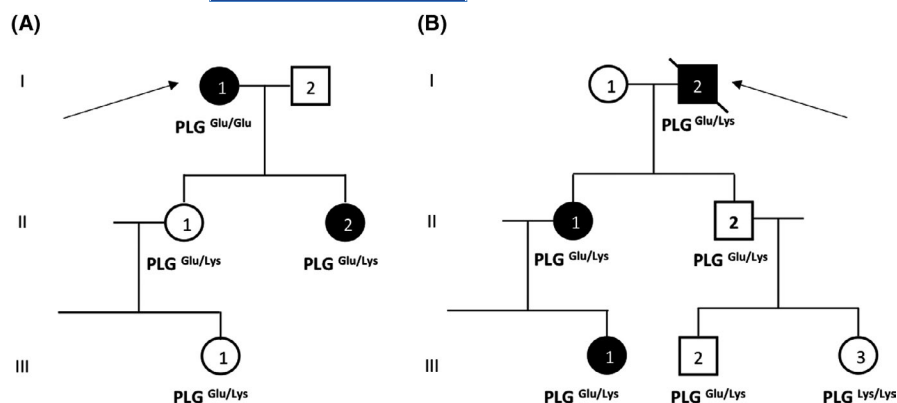 (A) (B)
I 1 2 I 1 2
PLG Glu/Glu PLG Glu/Lys
II 1 2 II 1 2
PLG Glu/Lys PLG Glu/Lys PLG Glu/Lys PLG Glu/Lys
III 1 III 1 2 3
PLG Glu/Lys PLG Glu/Lys PLG Glu/Lys PLG Lys/Lys